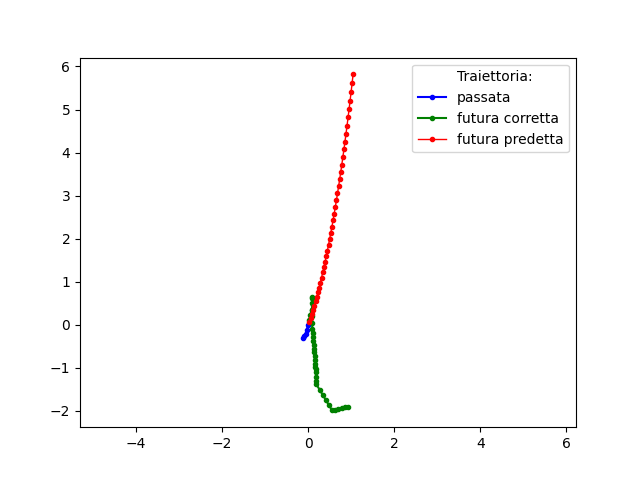 Traiettoria:
passata
futura corretta
futura predetta
6
5
4
3
2
1
0
−1
−2
−4 −2 0 2 4 6